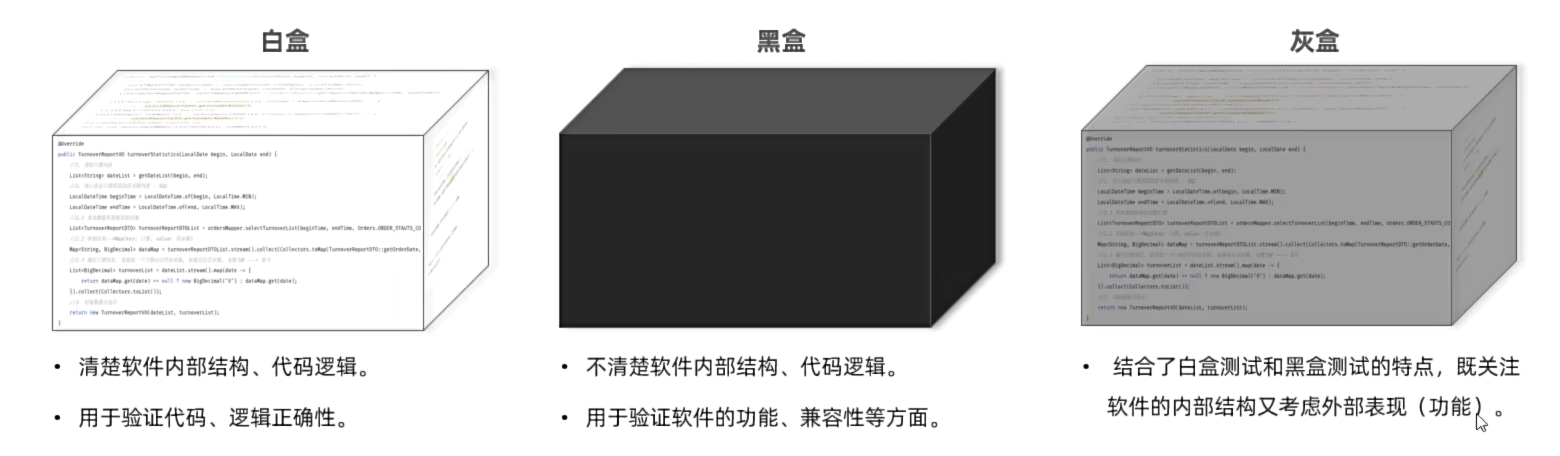 白盒
@Override
public TurnoverReportVO turnoverStatistics(LocalDate begin, LocalDate end) {
List<String> dateList = getDateList(begin, end);
LocalDateTime beginTime = LocalDateTime.of(begin, LocalTime.MIN);
LocalDateTime endTime = LocalDateTime.of(end, LocalTime.MAX);
List<TurnoverReportDTO> turnoverReportDTOList = ordersMapper.selectTurnoverList(beginTime, endTime, Orders.ORDER_STAUTS_CO
Map<String, BigDecimal> dataMap = turnoverReportDTOList.stream().collect(Collectors.toMap(TurnoverReportDTO::getOrderDate,
List<BigDecimal> turnoverList = dateList.stream().map(date -> {
return dataMap.get(date) == null ? new BigDecimal("0") : dataMap.get(date);
}).collect(Collectors.toList());
return new TurnoverReportVO(dateList, turnoverList);
}
• 清楚软件内部结构、代码逻辑。
• 用于验证代码、逻辑正确性。
黑盒
• 不清楚软件内部结构、代码逻辑。
• 用于验证软件的功能、兼容性等方面。
灰盒
@Override
public TurnoverReportVO turnoverStatistics(LocalDate begin, LocalDate end) {
List<String> dateList = getDateList(begin, end);
LocalDateTime beginTime = LocalDateTime.of(begin, LocalTime.MIN);
LocalDateTime endTime = LocalDateTime.of(end, LocalTime.MAX);
List<TurnoverReportDTO> turnoverReportDTOList = ordersMapper.selectTurnoverList(beginTime, endTime, Orders.ORDER_STAUTS_CO
Map<String, BigDecimal> dataMap = turnoverReportDTOList.stream().collect(Collectors.toMap(TurnoverReportDTO::getOrderDate,
List<BigDecimal> turnoverList = dateList.stream().map(date -> {
return dataMap.get(date) == null ? new BigDecimal("0") : dataMap.get(date);
}).collect(Collectors.toList());
return new TurnoverReportVO(dateList, turnoverList);
}
• 结合了白盒测试和黑盒测试的特点，既关注
软件的内部结构又考虑外部表现（功能）。